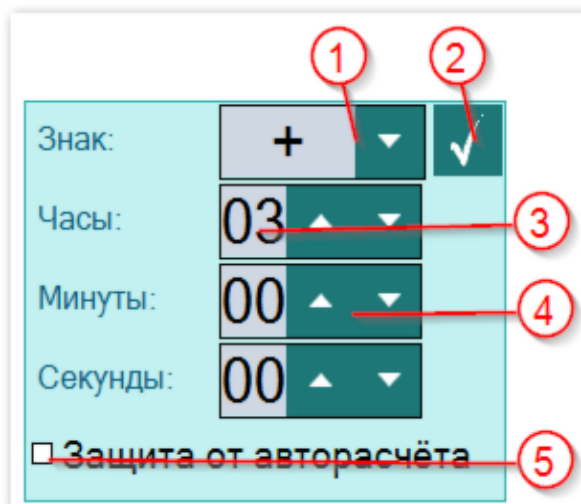 1 2
Знак: +
Часы: 03 3
Минуты: 00 4
Секунды: 00
Защита от авторасчёта 5